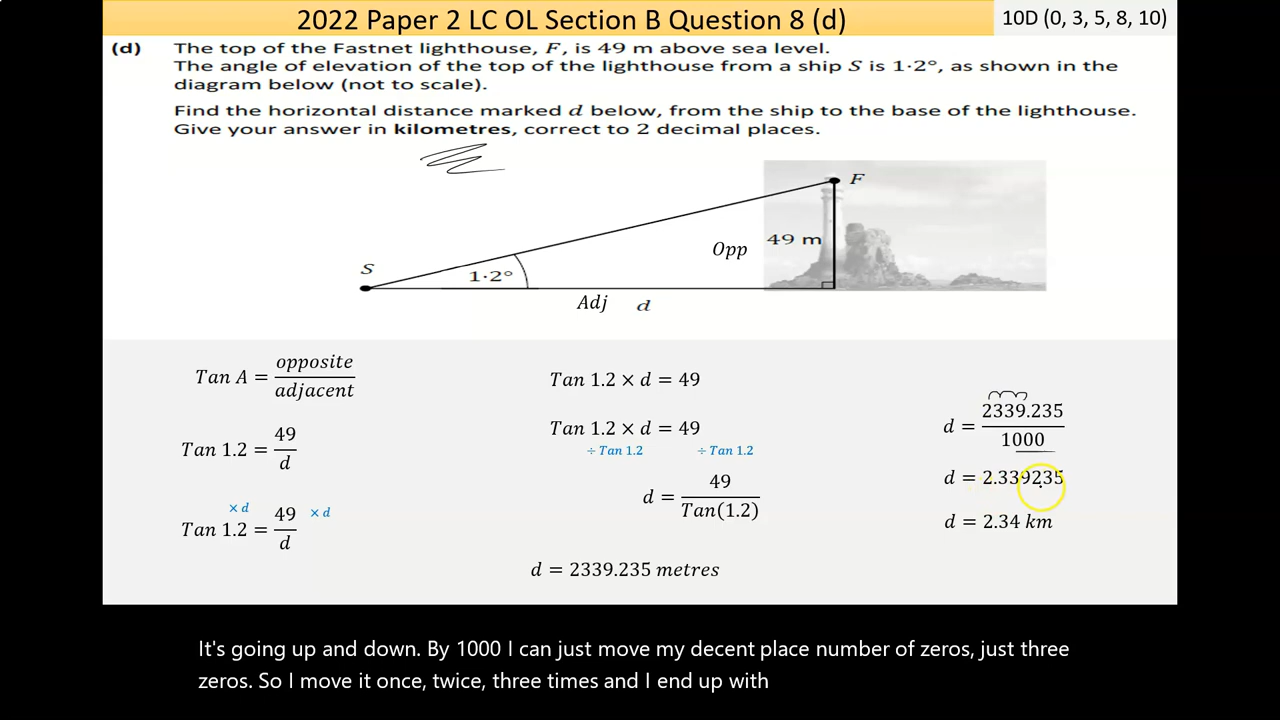 2022 Paper 2 LC OL Section B Question 8 (d)
10D (0, 3, 5, 8, 10)
(d) The top of the Fastnet lighthouse, F, is 49 m above sea level.
The angle of elevation of the top of the lighthouse from a ship S is 1·2°, as shown in the
diagram below (not to scale).
Find the horizontal distance marked d below, from the ship to the base of the lighthouse.
Give your answer in kilometres, correct to 2 decimal places.
F
Opp
49 m
S
1·2°
Adj d
Tan A = opposite / adjacent
Tan 1.2 = 49 / d
× d × d
Tan 1.2 = 49 / d
Tan 1.2 × d = 49
Tan 1.2 × d = 49
÷ Tan 1.2 ÷ Tan 1.2
d = 49 / Tan(1.2)
d = 2339.235 metres
d = 2339.235 / 1000
d = 2.339235
d = 2.34 km
It's going up and down. By 1000 I can just move my decent place number of zeros, just three
zeros. So I move it once, twice, three times and I end up with